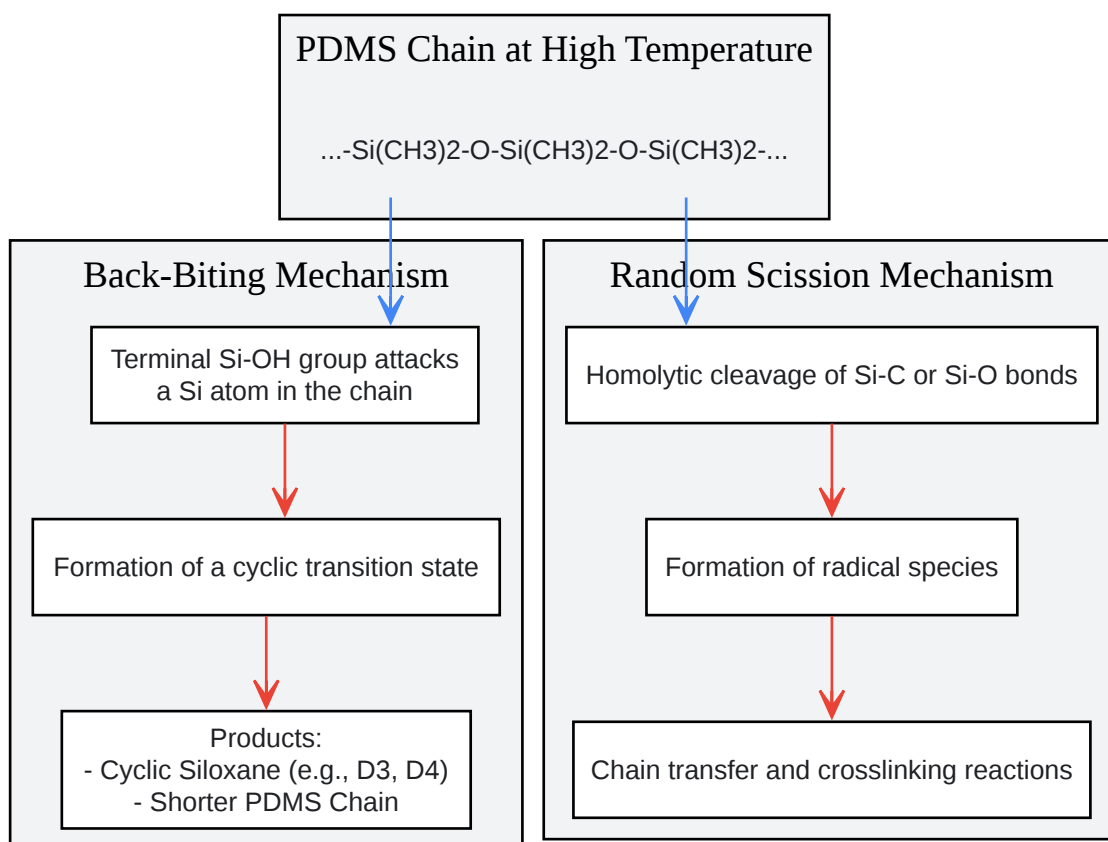 PDMS Chain at High Temperature
...-Si(CH3)2-O-Si(CH3)2-O-Si(CH3)2-...
Back-Biting Mechanism
Terminal Si-OH group attacks
a Si atom in the chain
Formation of a cyclic transition state
Products:
- Cyclic Siloxane (e.g., D3, D4)
- Shorter PDMS Chain
Random Scission Mechanism
Homolytic cleavage of Si-C or Si-O bonds
Formation of radical species
Chain transfer and crosslinking reactions